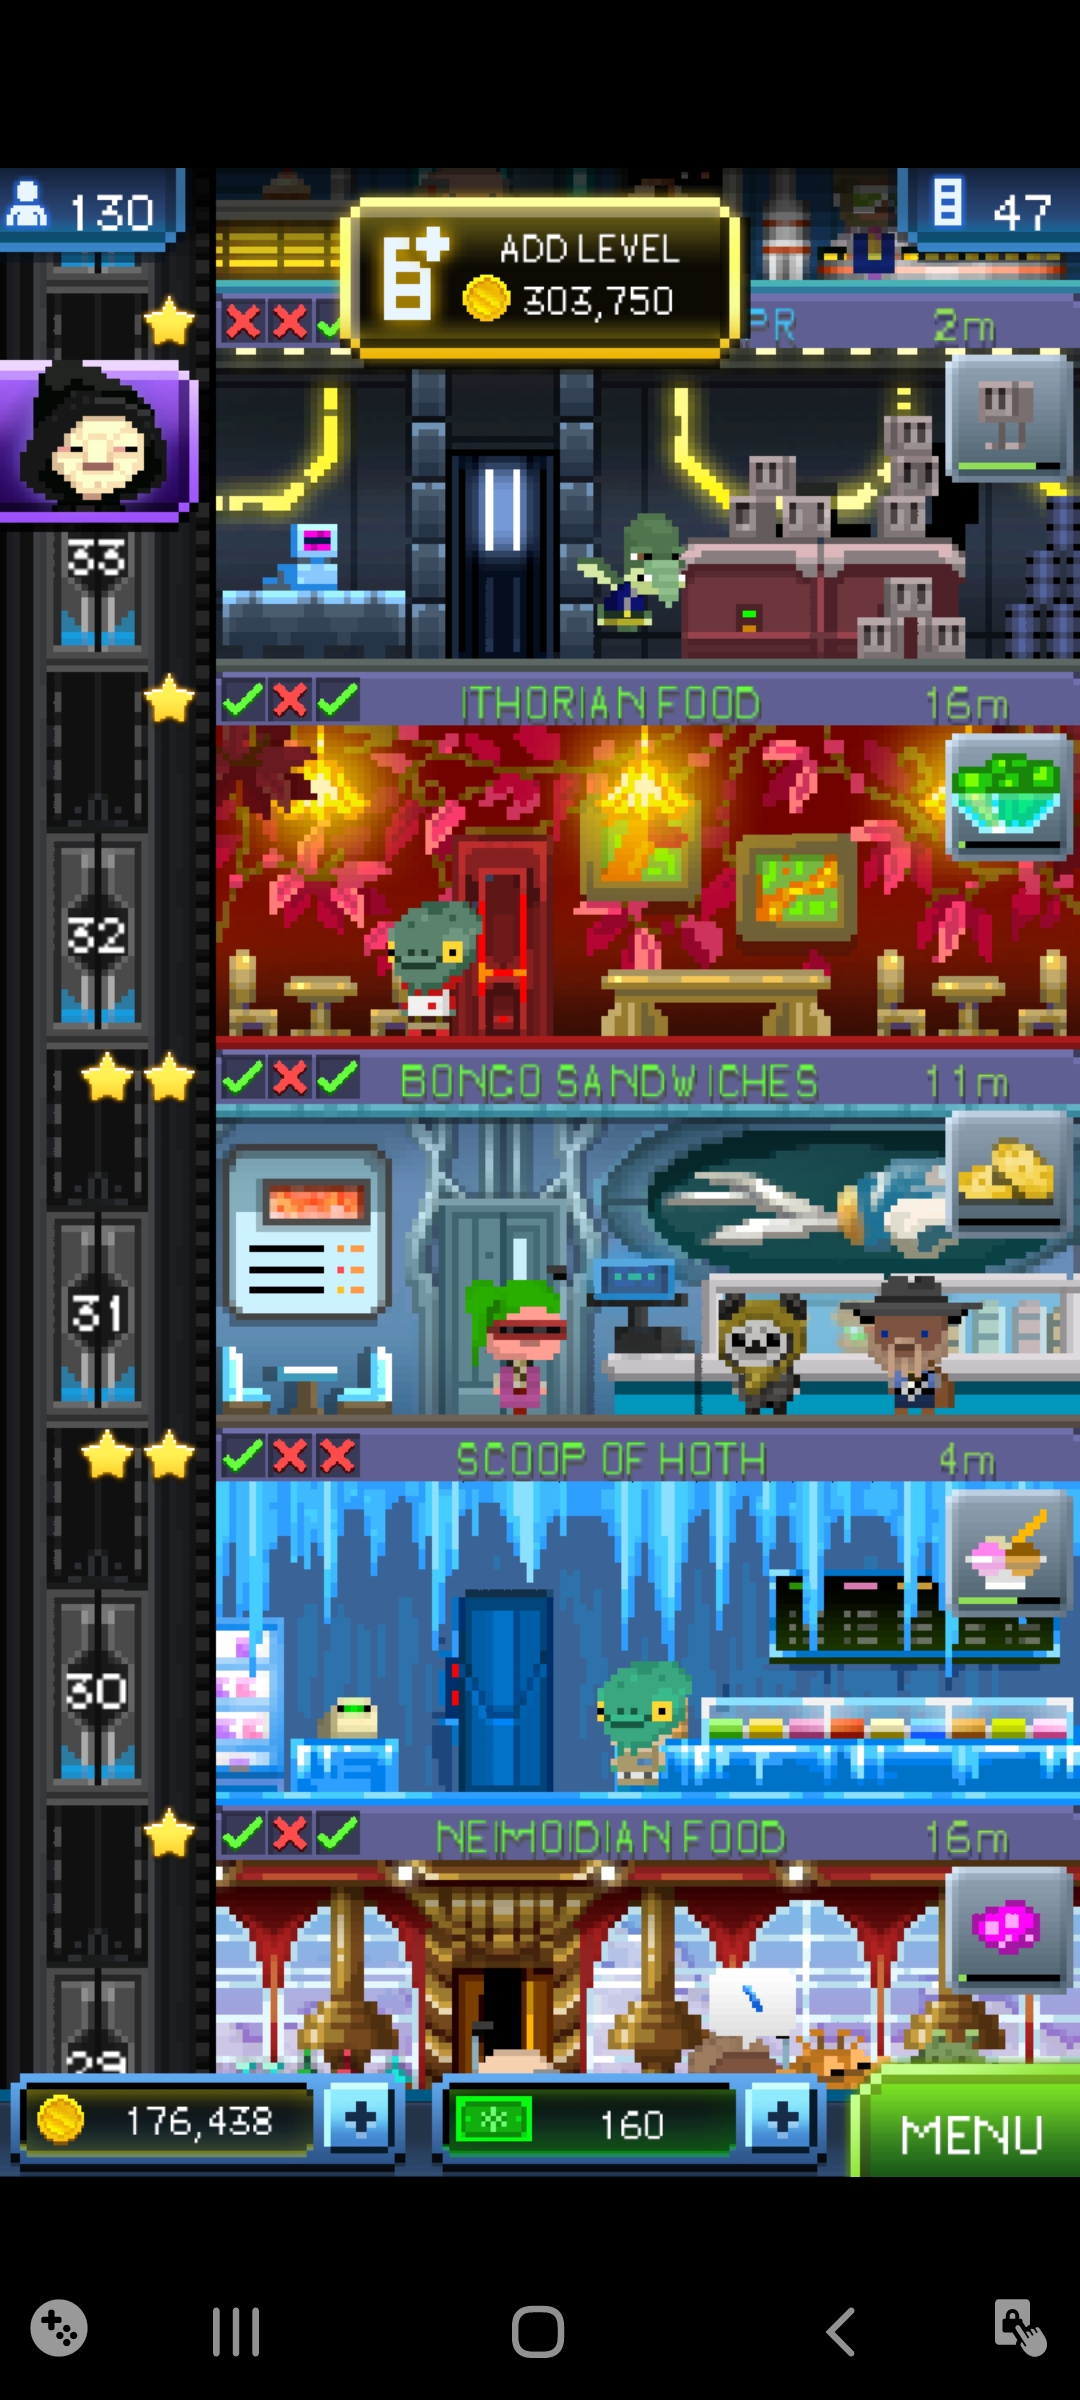 130
47
ADD LEVEL
303,750
PR
2m
33
ITHORIAN FOOD
16m
32
BONGO SANDWICHES
11m
31
SCOOP OF HOTH
4m
30
NEIMOIDIAN FOOD
16m
29
176,438
160
MENU